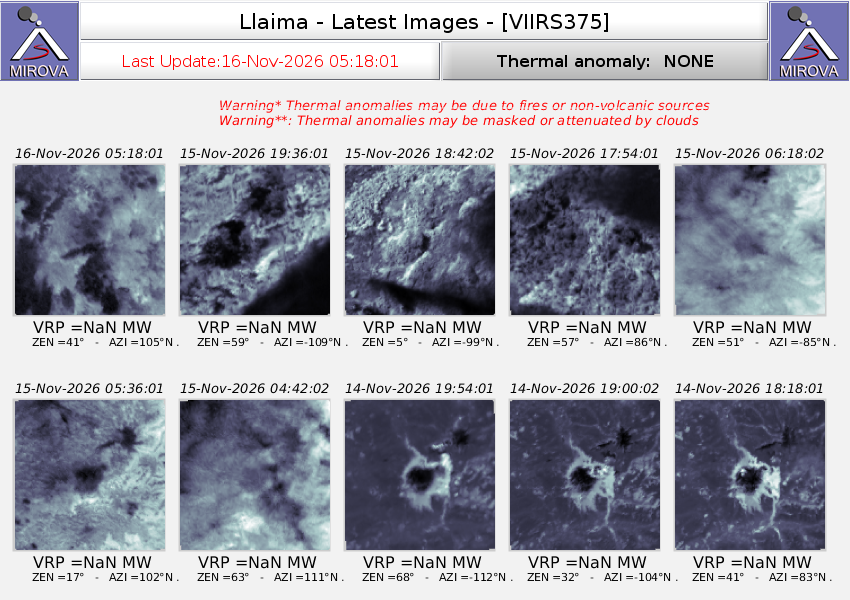 Llaima - Latest Images - [VIIRS375]
MIROVA
Last Update:16-Nov-2026 05:18:01
Thermal anomaly: NONE
MIROVA
Warning* Thermal anomalies may be due to fires or non-volcanic sources
Warning**: Thermal anomalies may be masked or attenuated by clouds
16-Nov-2026 05:18:01 15-Nov-2026 19:36:01 15-Nov-2026 18:42:02 15-Nov-2026 17:54:01 15-Nov-2026 06:18:02
VRP =NaN MW VRP =NaN MW VRP =NaN MW VRP =NaN MW VRP =NaN MW
ZEN =41° - AZI =105°N . ZEN =59° - AZI =-109°N . ZEN =5° - AZI =-99°N . ZEN =57° - AZI =86°N . ZEN =51° - AZI =-85°N .
15-Nov-2026 05:36:01 15-Nov-2026 04:42:02 14-Nov-2026 19:54:01 14-Nov-2026 19:00:02 14-Nov-2026 18:18:01
VRP =NaN MW VRP =NaN MW VRP =NaN MW VRP =NaN MW VRP =NaN MW
ZEN =17° - AZI =102°N . ZEN =63° - AZI =111°N . ZEN =68° - AZI =-112°N . ZEN =32° - AZI =-104°N . ZEN =41° - AZI =83°N .